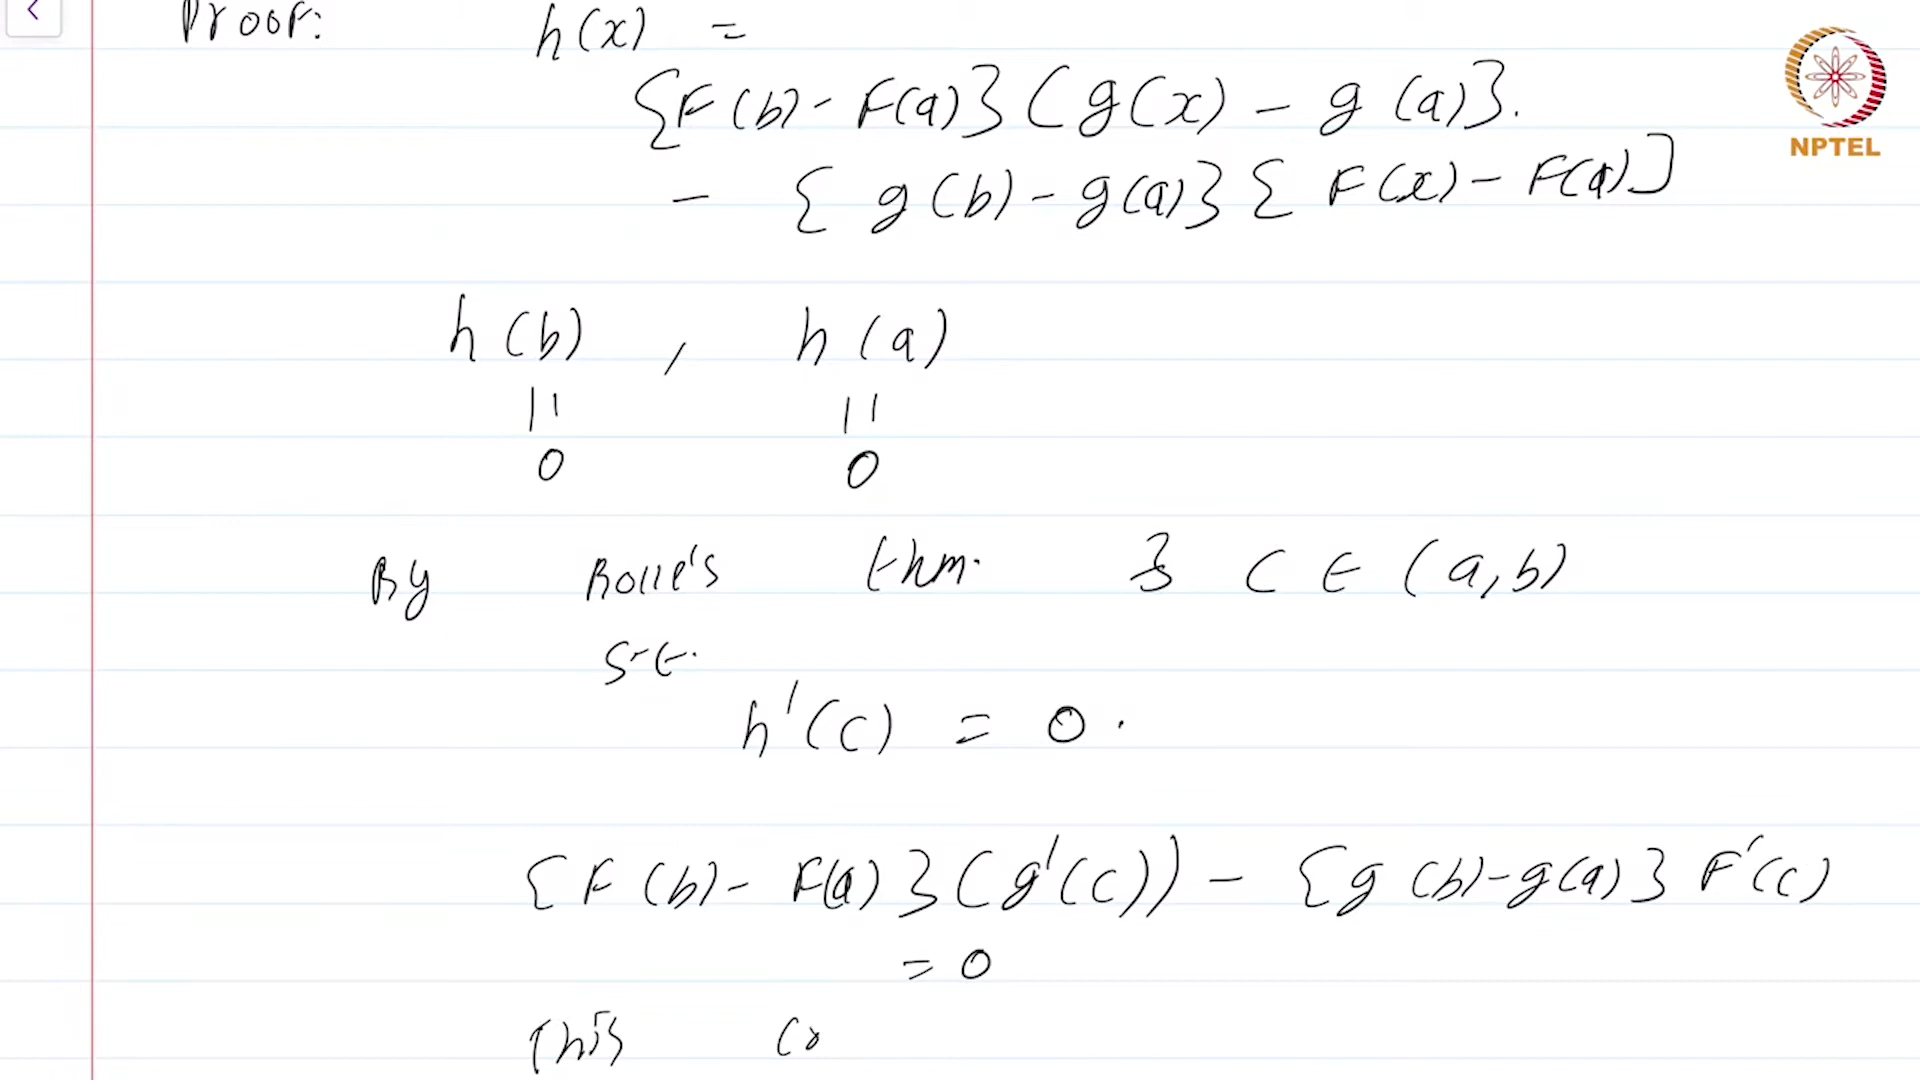 Proof:
h(x) =
{F(b) - F(a)} (g(x) - g(a)}.
- {g(b) - g(a)} {F(x) - F(a)]
NPTEL
h(b) , h(a)
|| ||
0 0
By Rolle's thm. ∃ c ∈ (a,b)
s.t.
h'(c) = 0.
{F(b) - F(a)} (g'(c)) - {g(b) - g(a)} F'(c)
= 0
This